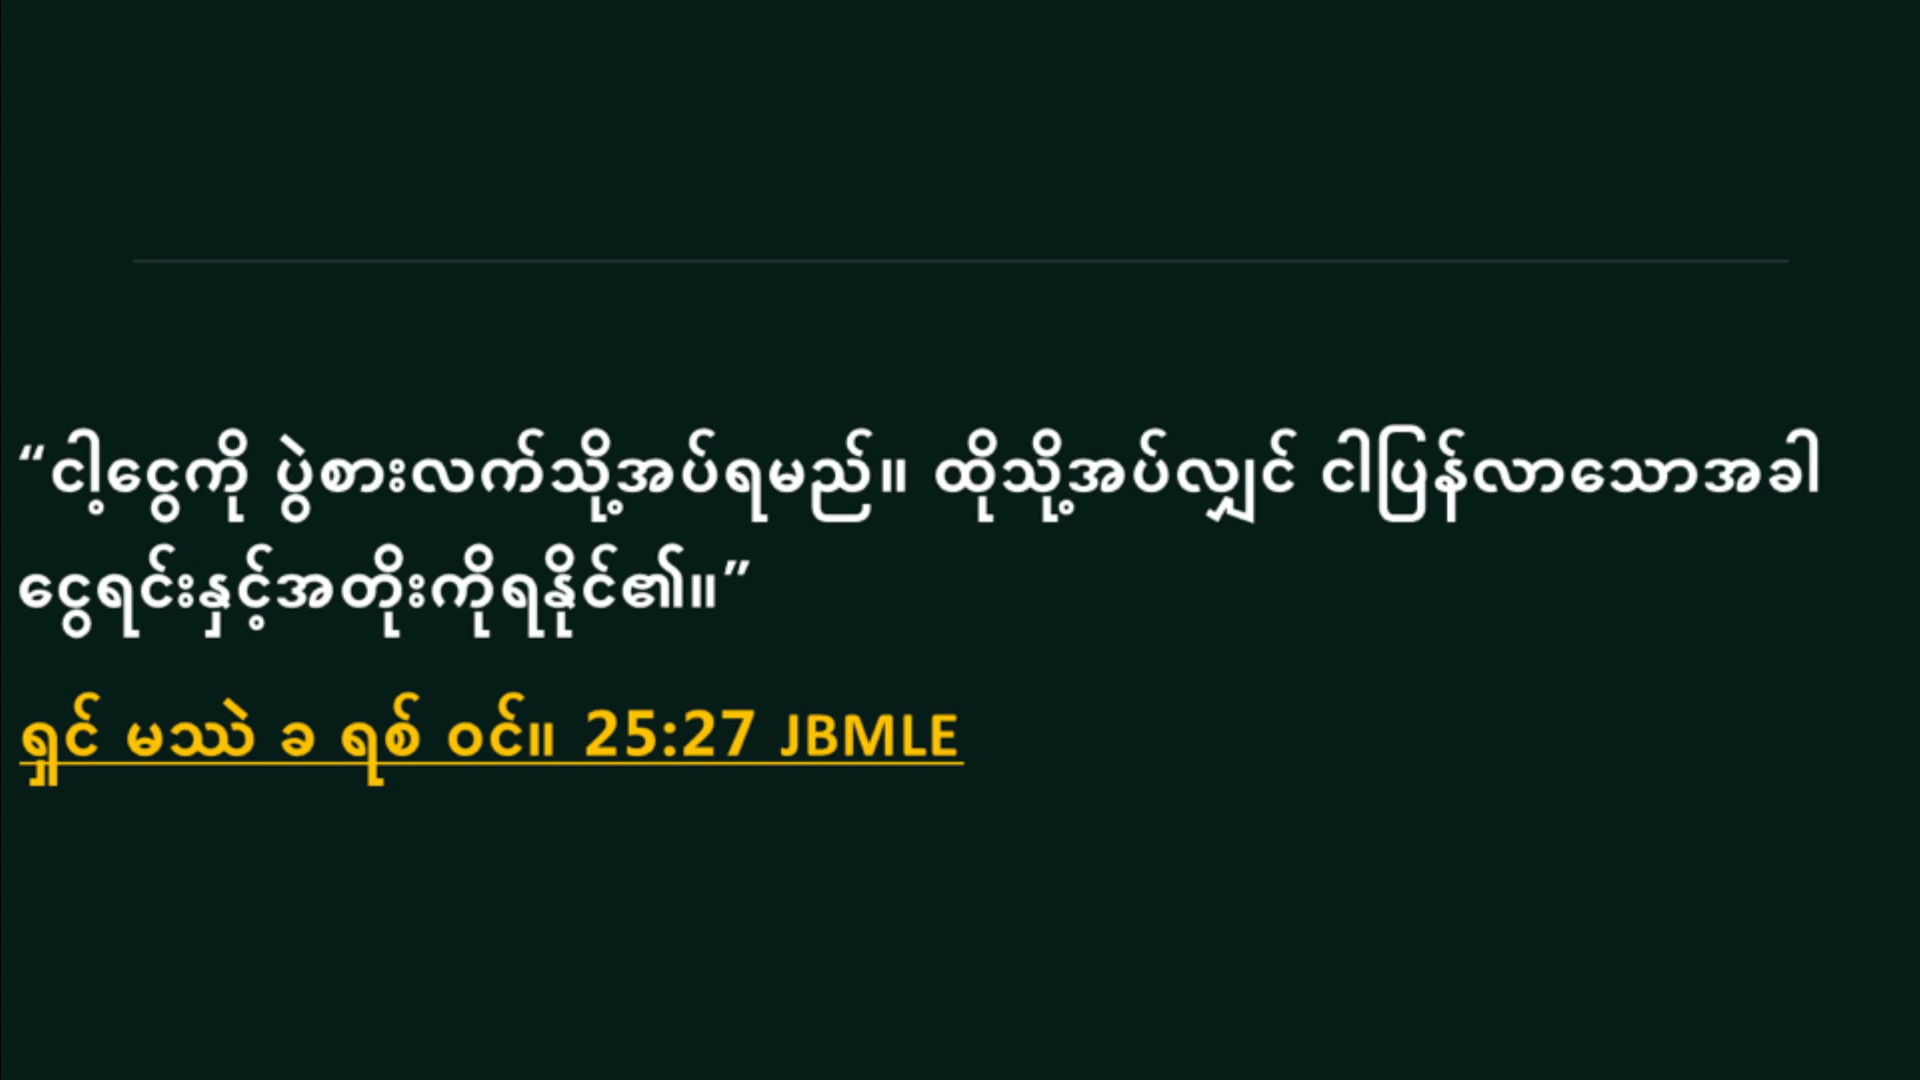 “ငါ့ငွေကို ပွဲစားလက်သို့အပ်ရမည်။ ထိုသို့အပ်လျှင် ငါပြန်လာသောအခါ
ငွေရင်းနှင့်အတိုးကိုရနိုင်၏။”
ရှင် မဿဲ ခ ရစ် ဝင်။ 25:27 JBMLE